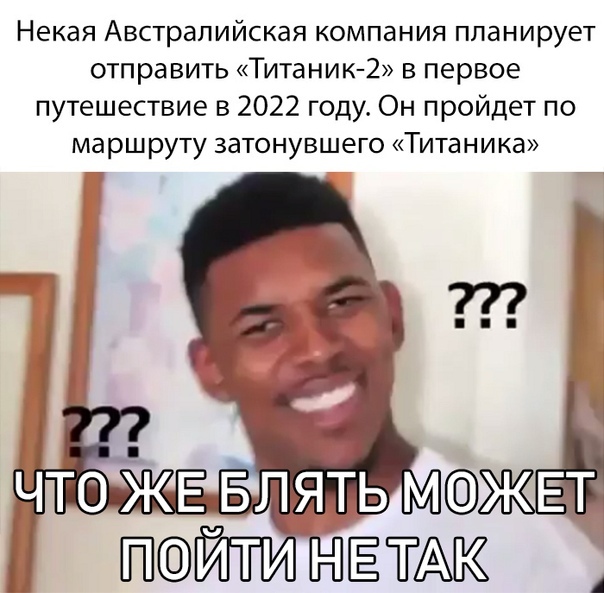 Некая Австралийская компания планирует
отправить «Титаник-2» в первое
путешествие в 2022 году. Он пройдет по
маршруту затонувшего «Титаника»
???
???
ЧТО ЖЕ БЛЯТЬ МОЖЕТ
ПОЙТИ НЕ ТАК